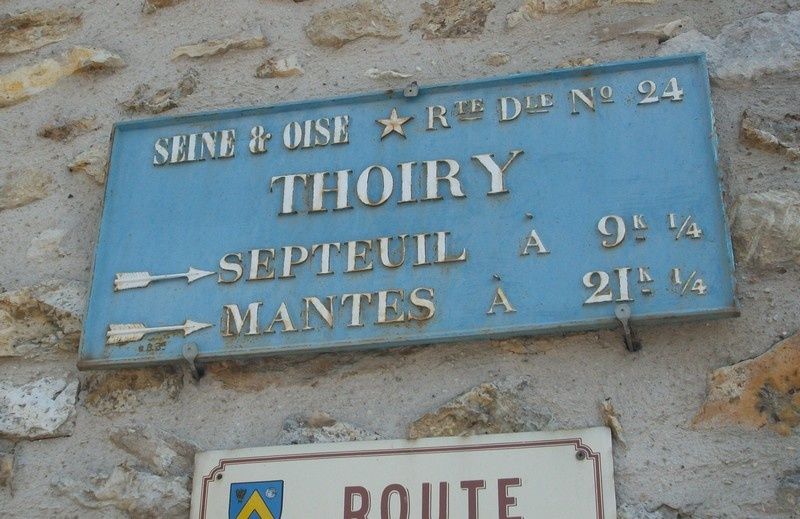 SEINE & OISE ★ RTE DLE No 24
THOIRY
SEPTEUIL À 9K 1/4
MANTES À 21K 1/4
ROUTE